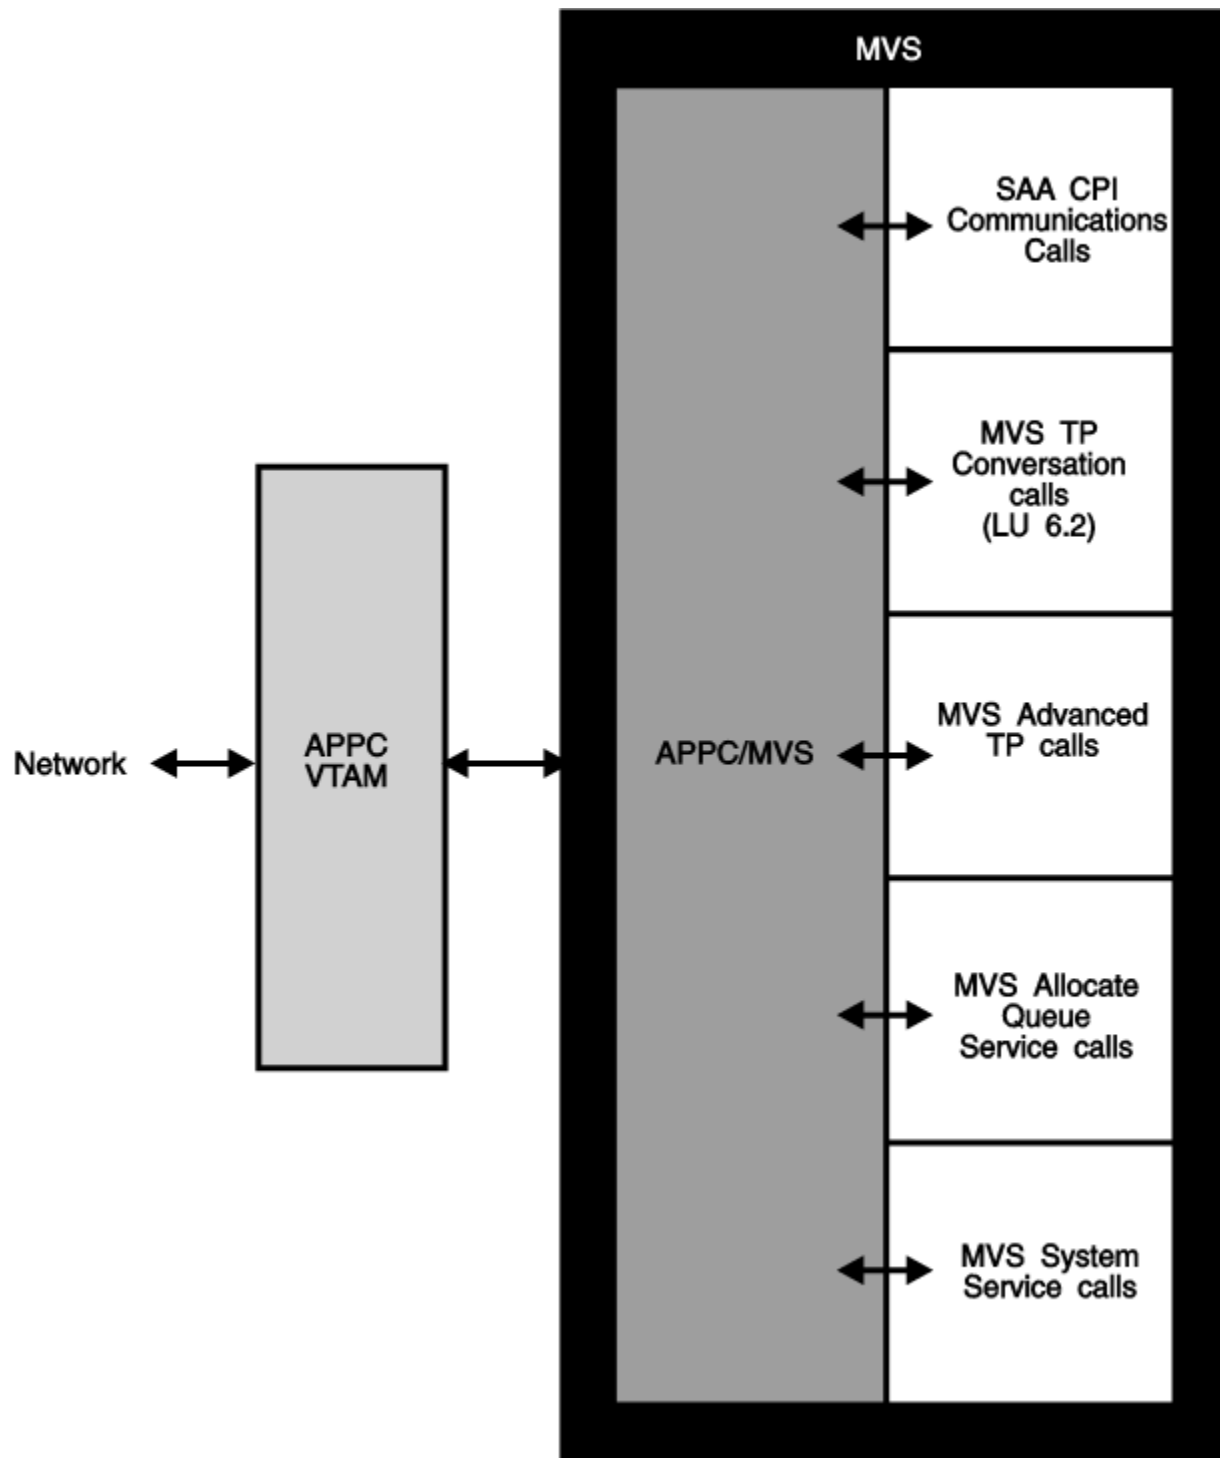 MVS
SAA CPI
Communications
Calls
MVS TP
Conversation
calls
(LU 6.2)
Network
APPC
VTAM
APPC/MVS
MVS Advanced
TP calls
MVS Allocate
Queue
Service calls
MVS System
Service calls